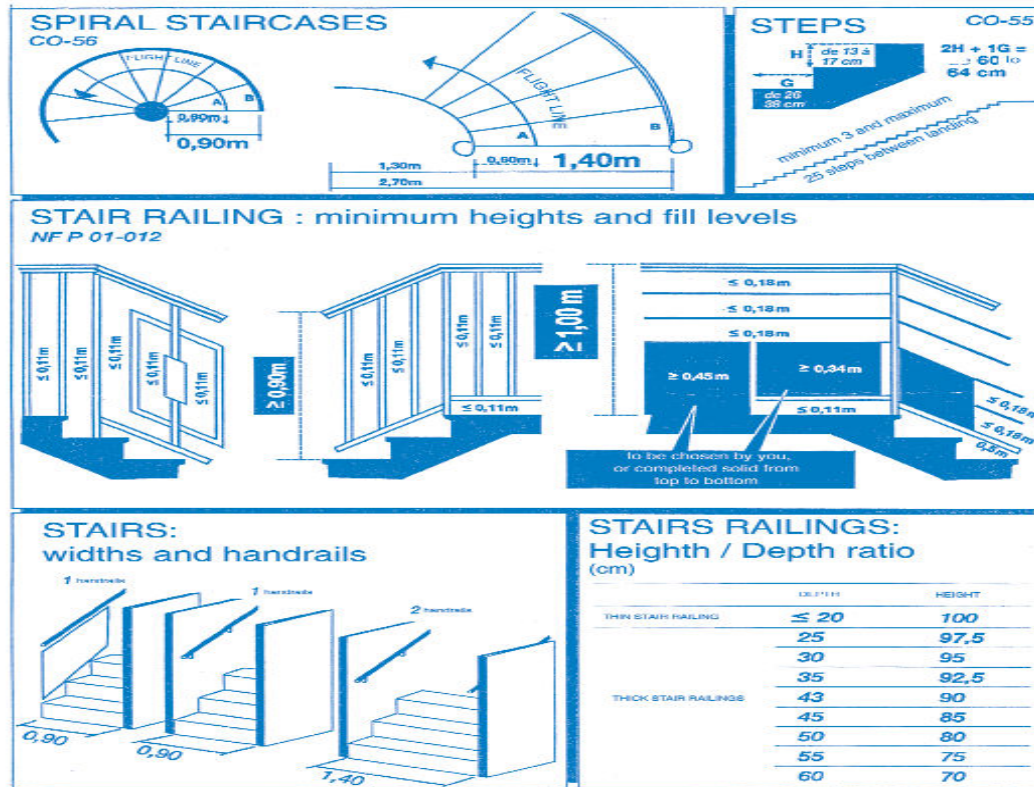 SPIRAL STAIRCASES
CO-56
FLIGHT LINE
A
B
0,60m
0,90m
FLIGHT LINE
A
B
1,30m
0,60m
1,40m
2,70m
STEPS
CO-55
H
de 13 à
17 cm
G
de 26
38 cm
2H + 1G =
60 to
64 cm
minimum 3 and maximum
25 steps between landing
STAIR RAILING : minimum heights and fill levels
NF P 01-012
≤ 0,11m
≤ 0,11m
≤ 0,11m
≤ 0,11m
≤ 0,11m
≥ 0,90m
≤ 0,11m
≤ 0,11m
≤ 0,11m
≤ 0,11m
≤ 0,11m
≥ 1,00 m
≤ 0,18m
≤ 0,18m
≤ 0,18m
≥ 0,45m
≥ 0,34m
≤ 0,11m
≤ 0,18m
≤ 0,18m
to be chosen by you,
or completed solid from
top to bottom
STAIRS:
widths and handrails
1 handrails
1 handrails
2 handrails
0,90
0,90
1,40
STAIRS RAILINGS:
Heighth / Depth ratio
(cm)
DEPTH HEIGHT
THIN STAIR RAILING ≤ 20 100
25 97,5
30 95
35 92,5
THICK STAIR RAILINGS 43 90
45 85
50 80
55 75
60 70